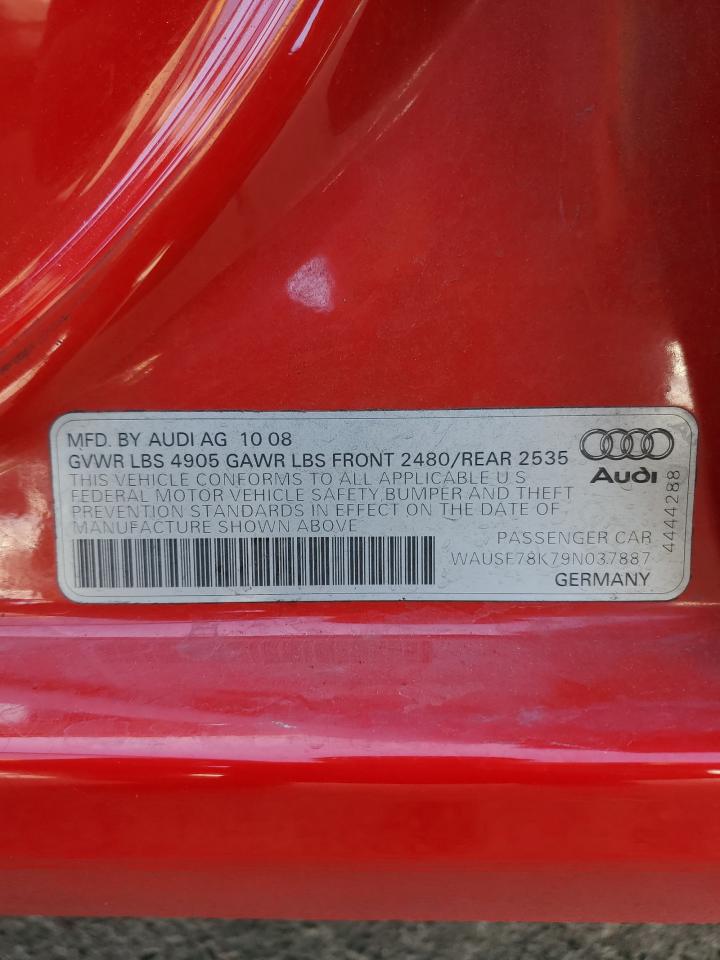 MFD. BY AUDI AG 10 08
GVWR LBS 4905 GAWR LBS FRONT 2480/REAR 2535
THIS VEHICLE CONFORMS TO ALL APPLICABLE U S
FEDERAL MOTOR VEHICLE SAFETY,BUMPER AND THEFT
PREVENTION STANDARDS IN EFFECT ON THE DATE OF
MANUFACTURE SHOWN ABOVE
PASSENGER CAR
WAUSF78K79N037887
GERMANY
Audi
4444288